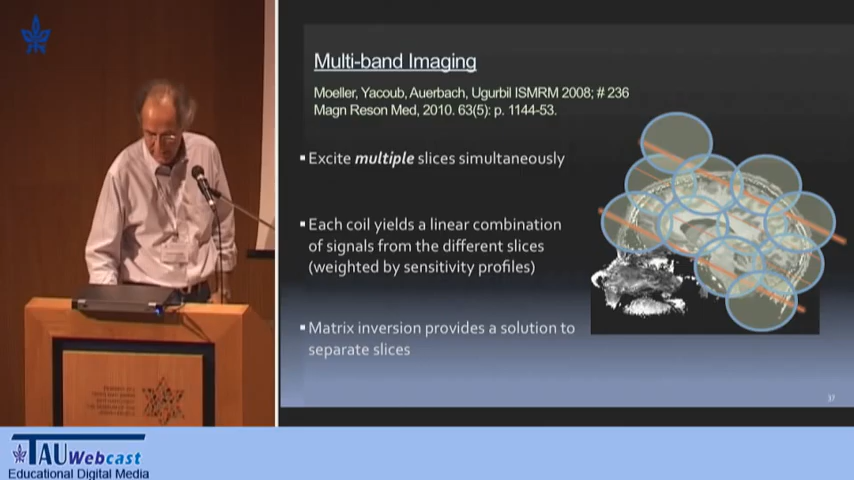 Multi-band Imaging
Moeller, Yacoub, Auerbach, Ugurbil ISMRM 2008; # 236
Magn Reson Med, 2010. 63(5): p. 1144-53.
▪ Excite multiple slices simultaneously
▪ Each coil yields a linear combination
of signals from the different slices
(weighted by sensitivity profiles)
▪ Matrix inversion provides a solution to
separate slices
37
TAU Webcast
Educational Digital Media